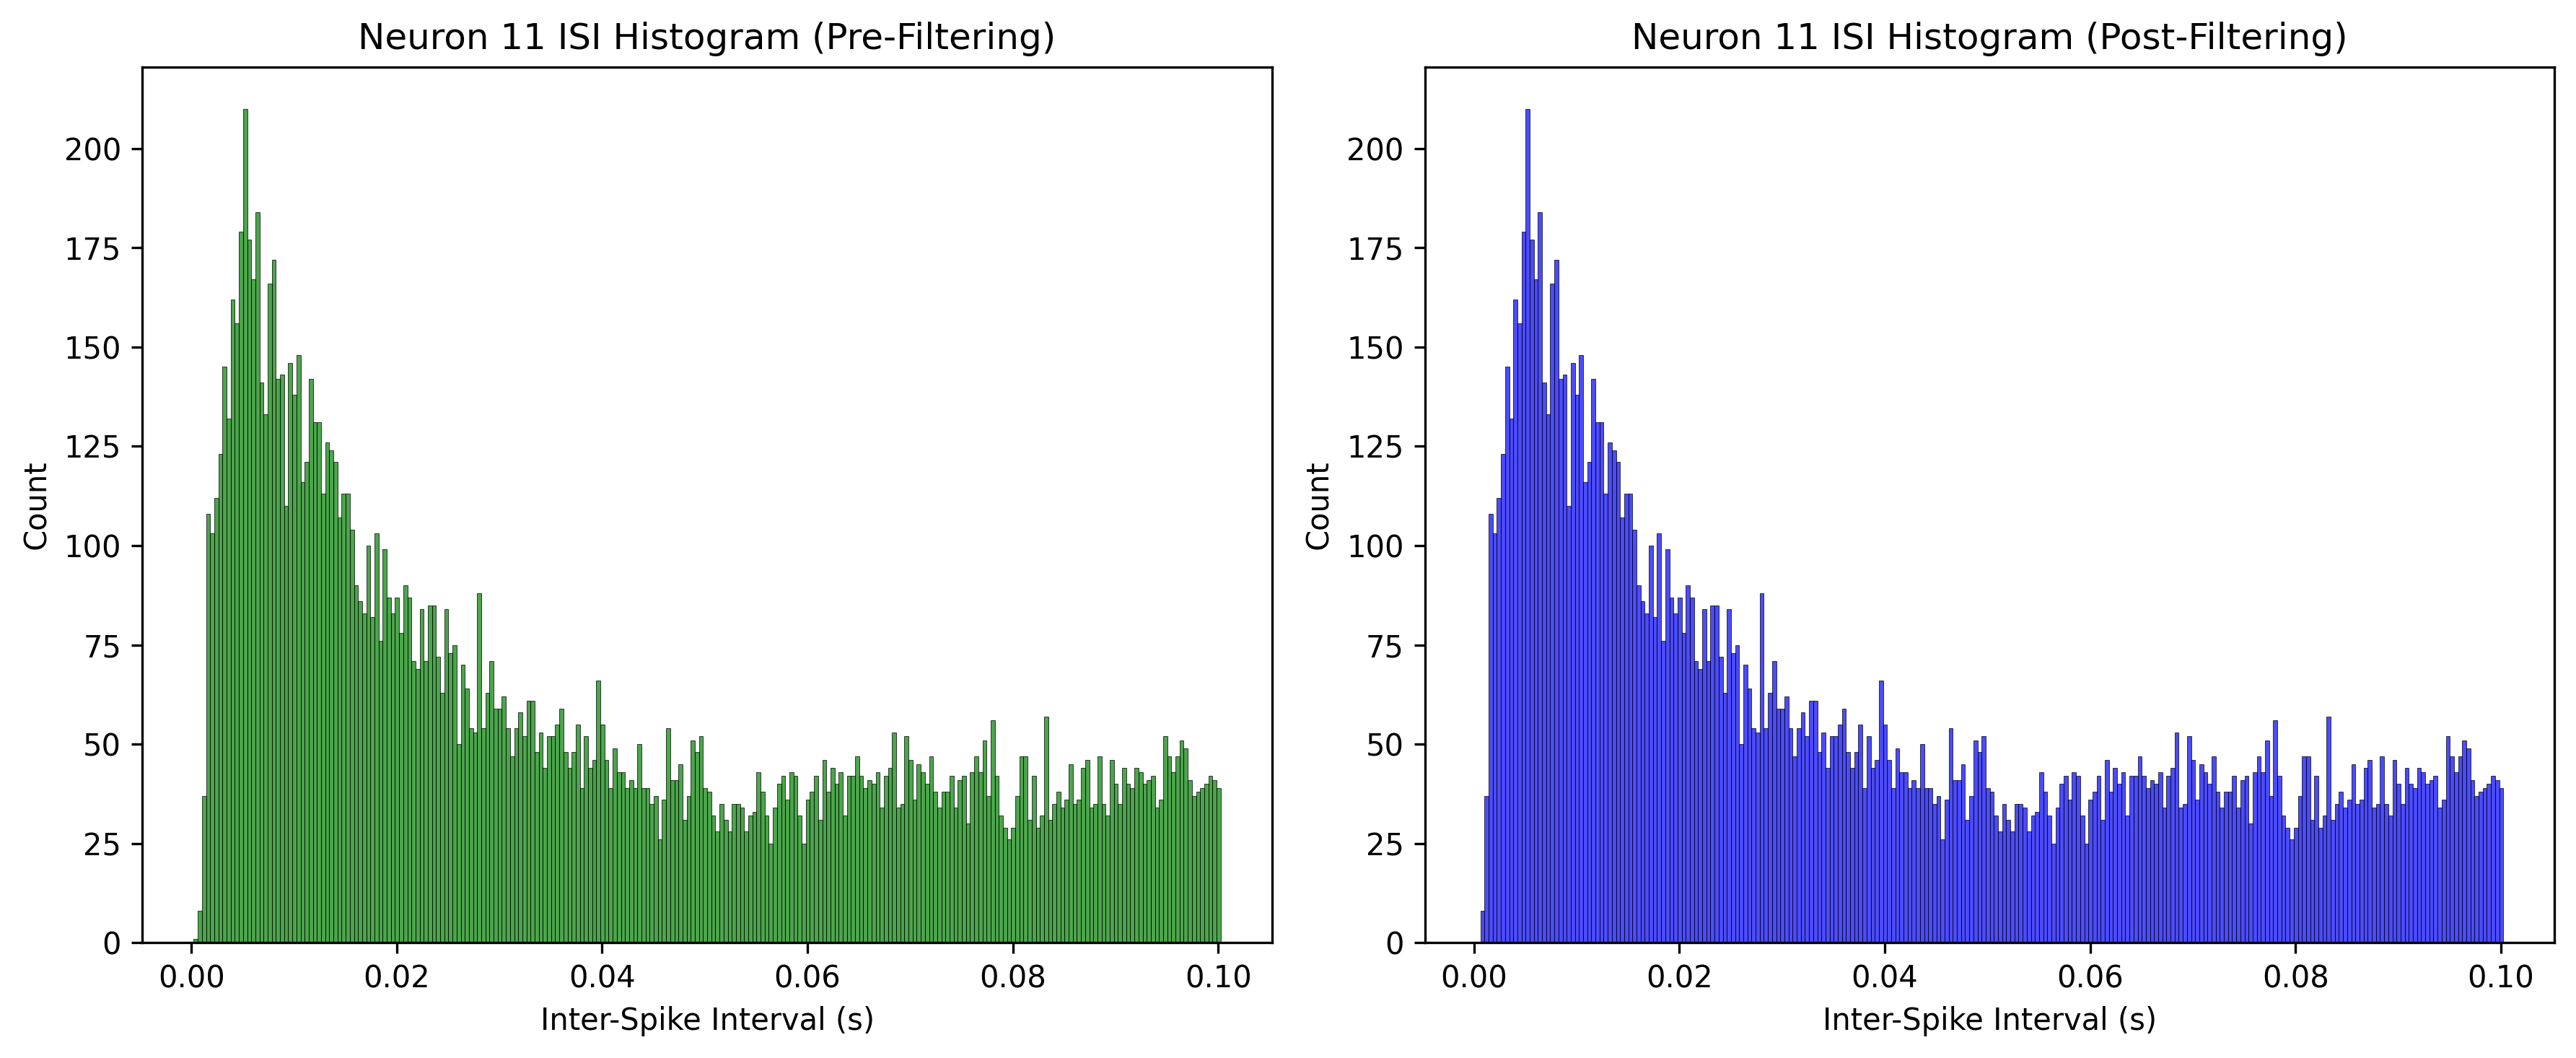 Neuron 11 ISI Histogram (Pre-Filtering)
Count
200
175
150
125
100
75
50
25
0
0.00 0.02 0.04 0.06 0.08 0.10
Inter-Spike Interval (s)
Neuron 11 ISI Histogram (Post-Filtering)
Count
200
175
150
125
100
75
50
25
0
0.00 0.02 0.04 0.06 0.08 0.10
Inter-Spike Interval (s)